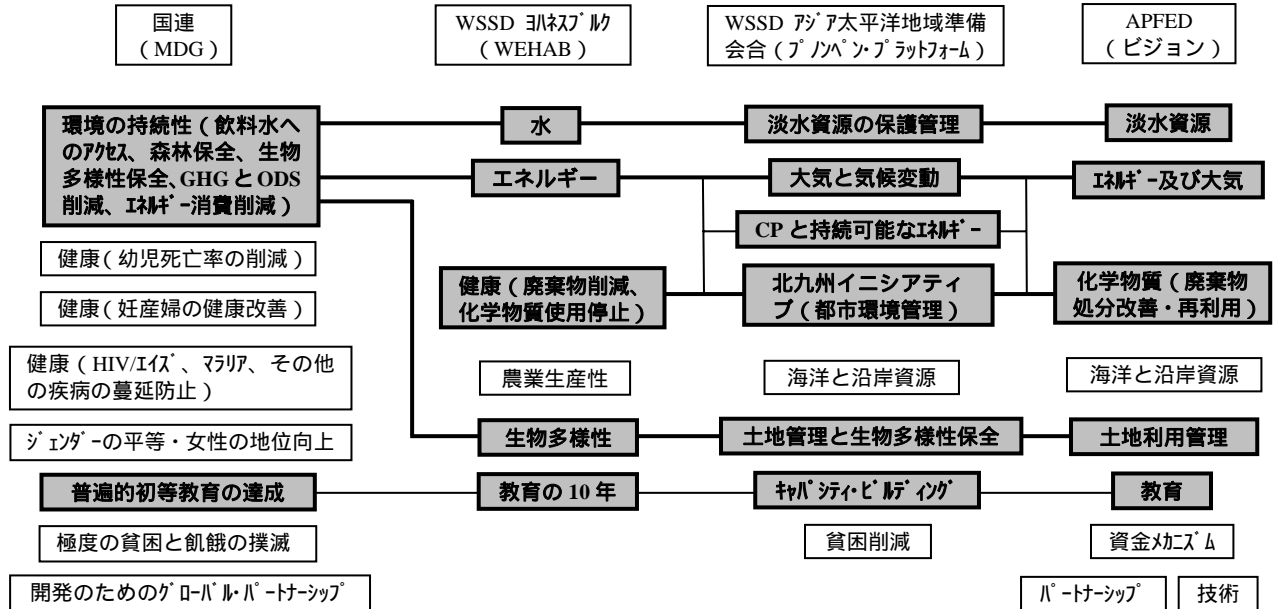 国連
（MDG）
WSSD ﾖﾊﾈｽﾌﾞﾙｸ
（WEHAB）
WSSD ｱｼﾞｱ太平洋地域準備
会合（ﾌﾟﾉﾝﾍﾟﾝ･ﾌﾟﾗｯﾄﾌｫｰﾑ）
APFED
（ビジョン）
環境の持続性（飲料水へ
のｱｸｾｽ、森林保全、生物
多様性保全、GHG と ODS
削減、ｴﾈﾙｷﾞｰ消費削減）
水
淡水資源の保護管理
淡水資源
エネルギー
大気と気候変動
ｴﾈﾙｷﾞｰ及び大気
CP と持続可能なｴﾈﾙｷﾞｰ
健康（幼児死亡率の削減）
健康（妊産婦の健康改善）
健康（廃棄物削減、
化学物質使用停止）
北九州イニシアティ
ブ（都市環境管理）
化学物質（廃棄物
処分改善・再利用）
健康（HIV/ｴｲｽﾞ、ﾏﾗﾘｱ、その他
の疾病の蔓延防止）
農業生産性
海洋と沿岸資源
海洋と沿岸資源
ｼﾞｪﾝﾀﾞｰの平等・女性の地位向上
生物多様性
土地管理と生物多様性保全
土地利用管理
普遍的初等教育の達成
教育の 10 年
ｷｬﾊﾟｼﾃｨ･ﾋﾞﾙﾃﾞｨﾝｸﾞ
教育
極度の貧困と飢餓の撲滅
貧困削減
資金ﾒｶﾆｽﾞﾑ
開発のためのｸﾞﾛｰﾊﾞﾙ･ﾊﾟｰﾄﾅｰｼｯﾌﾟ
ﾊﾟｰﾄﾅｰｼｯﾌﾟ
技術